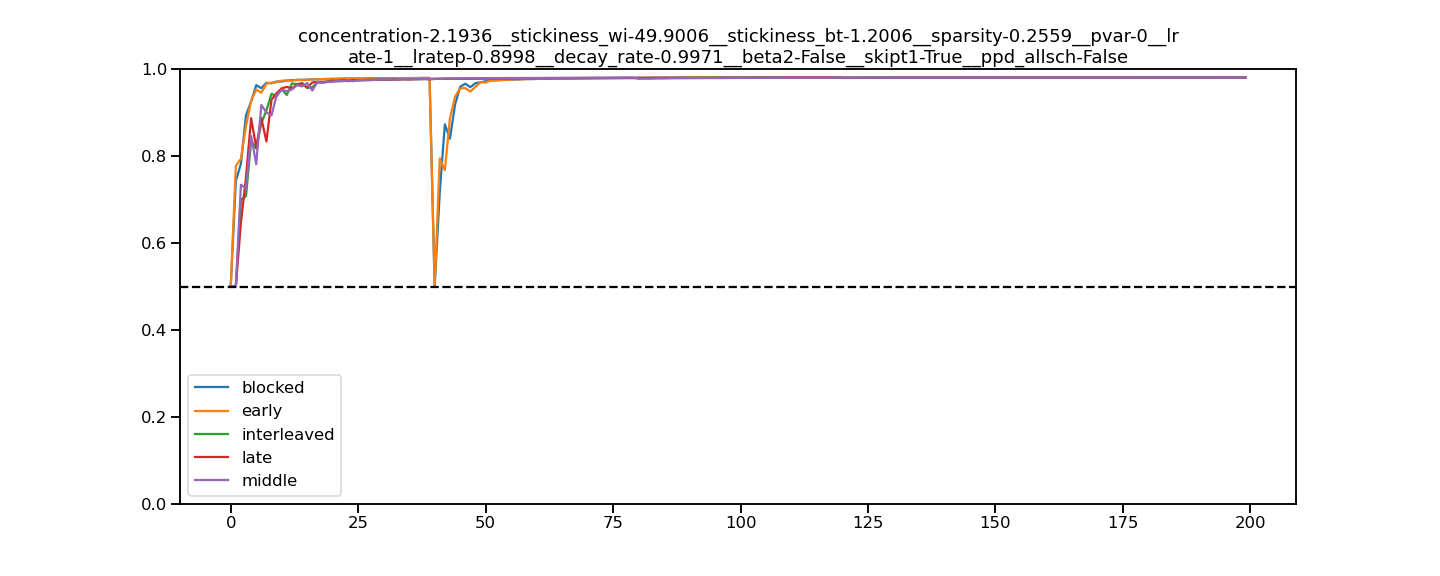 concentration-2.1936__stickiness_wi-49.9006__stickiness_bt-1.2006__sparsity-0.2559__pvar-0__lr
ate-1__lratep-0.8998__decay_rate-0.9971__beta2-False__skipt1-True__ppd_allsch-False
1.0
0.8
0.6
0.4
0.2
0.0
blocked
early
interleaved
late
middle
0 25 50 75 100 125 150 175 200